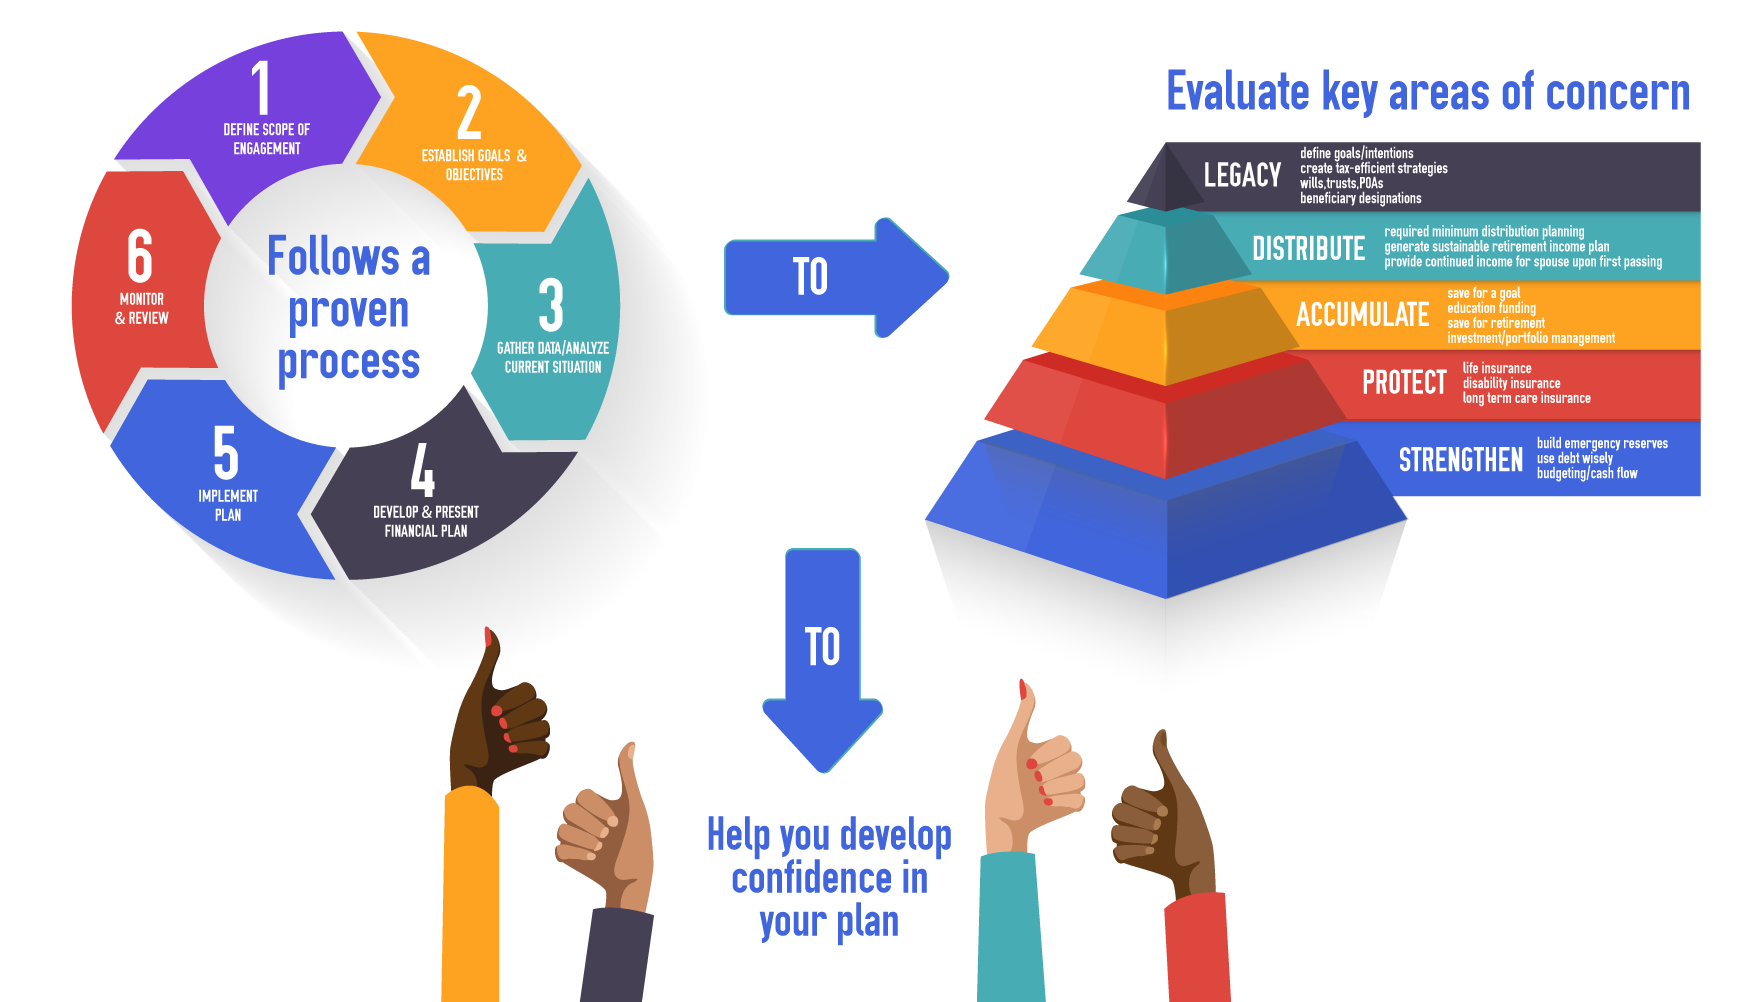 1
DEFINE SCOPE OF
ENGAGEMENT
2
ESTABLISH GOALS &
OBJECTIVES
3
GATHER DATA/ANALYZE
CURRENT SITUATION
4
DEVELOP & PRESENT
FINANCIAL PLAN
5
IMPLEMENT
PLAN
6
MONITOR
& REVIEW
Follows a
proven
process
TO
Evaluate key areas of concern
LEGACY
define goals/intentions
create tax-efficient strategies
wills,trusts,POAs
beneficiary designations
DISTRIBUTE
required minimum distribution planning
generate sustainable retirement income plan
provide continued income for spouse upon first passing
ACCUMULATE
save for a goal
education funding
save for retirement
investment/portfolio management
PROTECT
life insurance
disability insurance
long term care insurance
STRENGTHEN
build emergency reserves
use debt wisely
budgeting/cash flow
TO
Help you develop
confidence in
your plan